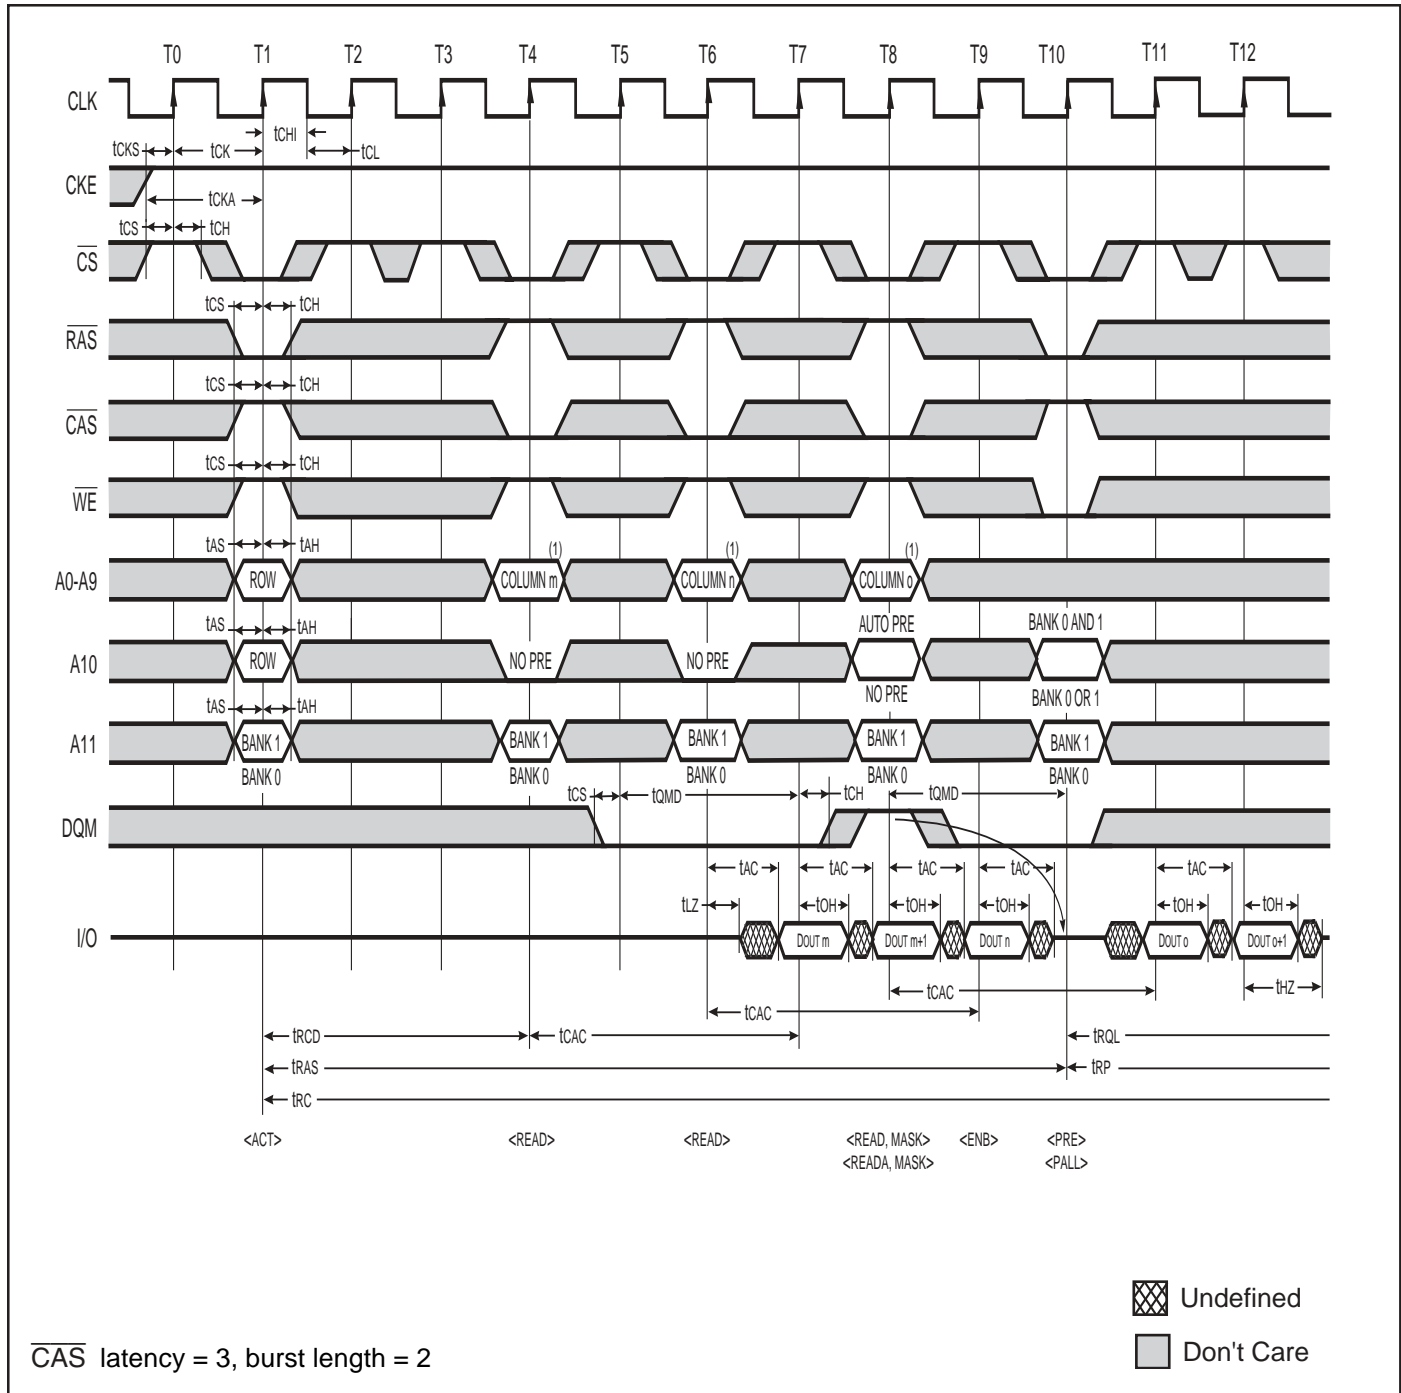 T0 T1 T2 T3 T4 T5 T6 T7 T8 T9 T10 T11 T12
CLK
tCHI
tCKS tCK tCL
CKE
tCKA
tCS tCH
CS
tCS tCH
RAS
tCS tCH
CAS
tCS tCH
WE
tAS tAH (1) (1) (1)
A0-A9 ROW COLUMN m COLUMN n COLUMN o
tAS tAH AUTO PRE BANK 0 AND 1
A10 ROW NO PRE NO PRE
NO PRE BANK 0 OR 1
tAS tAH
A11 BANK 1 BANK 1 BANK 1 BANK 1 BANK 1
BANK 0 BANK 0 BANK 0 BANK 0 BANK 0
tCS tQMD tCH tQMD
DQM
tAC tAC tAC tAC tAC
tLZ tOH tOH tOH tOH tOH
I/O DOUT m DOUT m+1 DOUT n DOUT o DOUT o+1
tCAC tHZ
tCAC
tRCD tCAC tRQL
tRAS tRP
tRC
<ACT> <READ> <READ> <READ, MASK> <ENB> <PRE>
<READA, MASK> <PALL>
Undefined
Don't Care
CAS latency = 3, burst length = 2